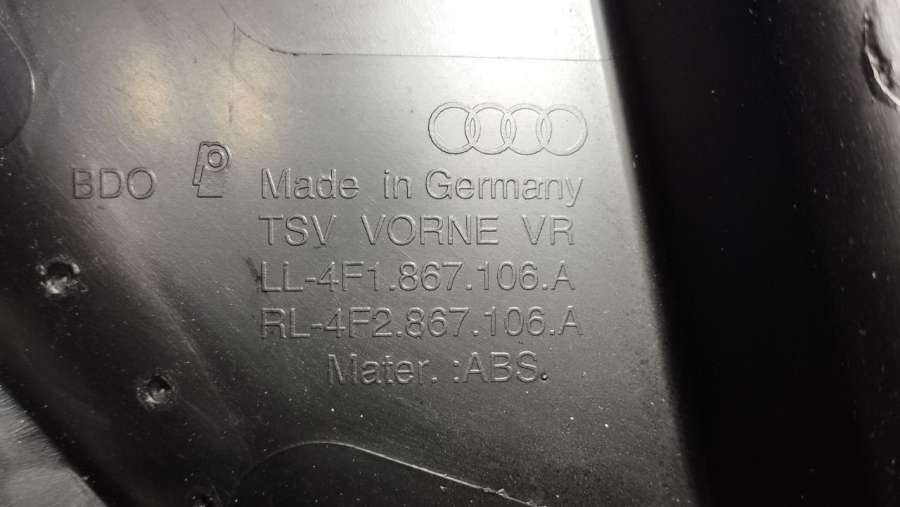 BDO Made in Germany
TSV VORNE VR
LL-4F1.867.106.A
RL-4F2.867.106.A
Mater. :ABS.